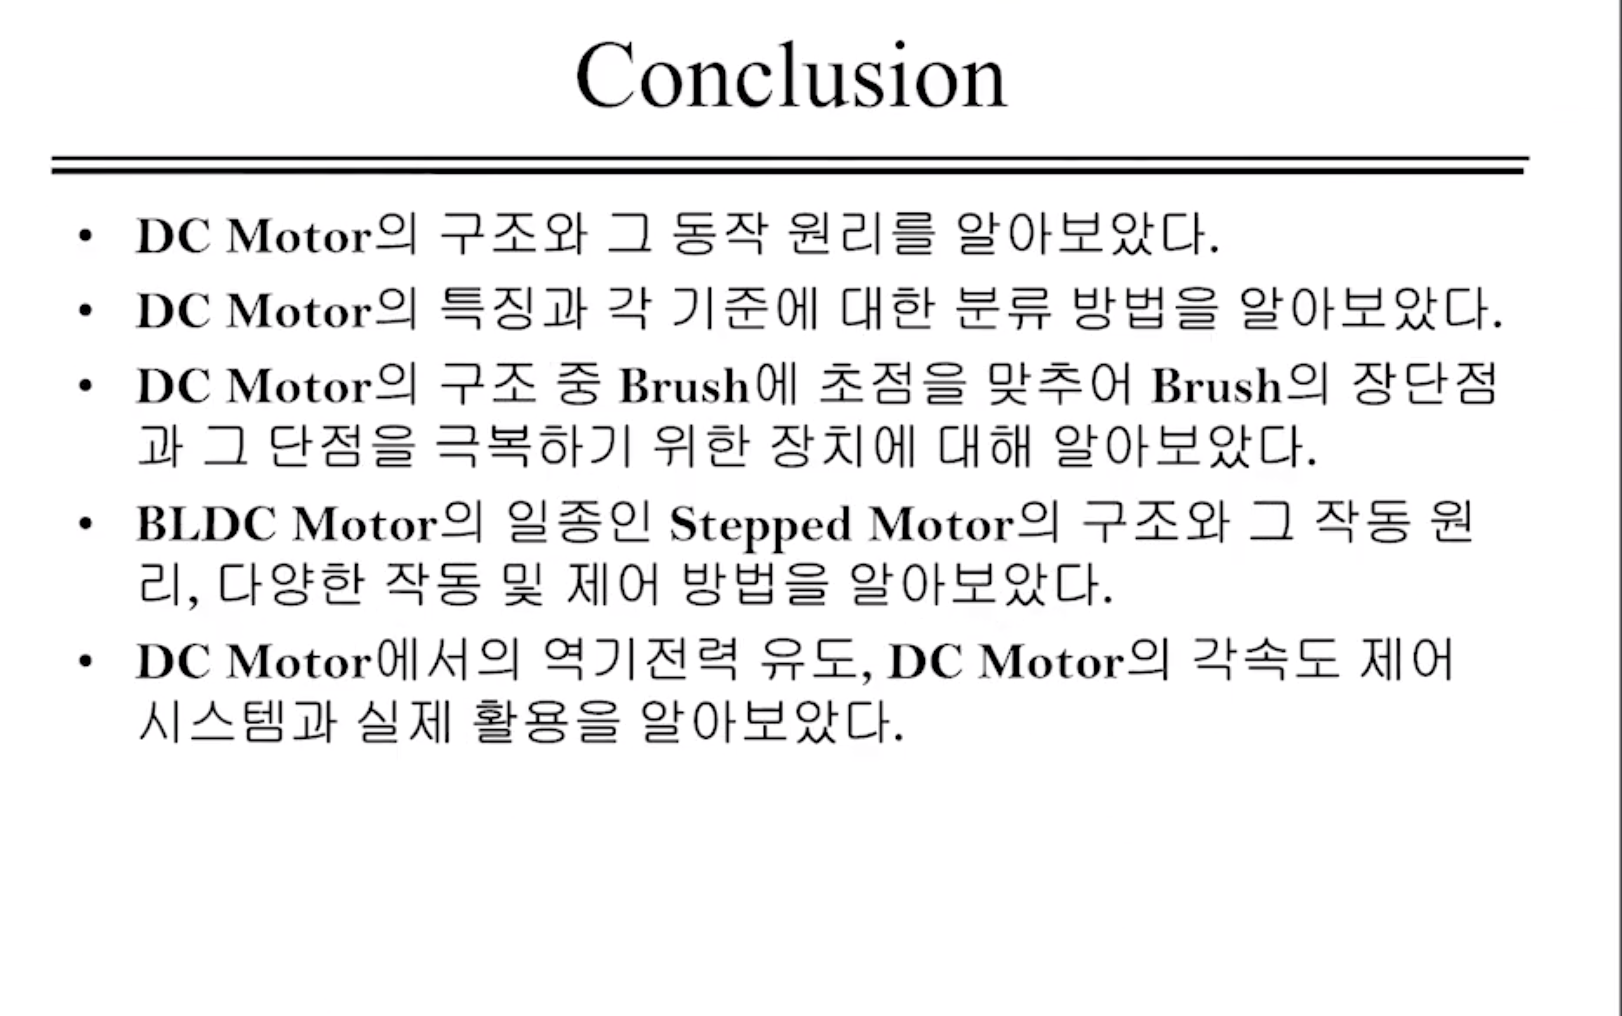 Conclusion
• DC Motor의 구조와 그 동작 원리를 알아보았다.
• DC Motor의 특징과 각 기준에 대한 분류 방법을 알아보았다.
• DC Motor의 구조 중 Brush에 초점을 맞추어 Brush의 장단점
과 그 단점을 극복하기 위한 장치에 대해 알아보았다.
• BLDC Motor의 일종인 Stepped Motor의 구조와 그 작동 원
리, 다양한 작동 및 제어 방법을 알아보았다.
• DC Motor에서의 역기전력 유도, DC Motor의 각속도 제어
시스템과 실제 활용을 알아보았다.